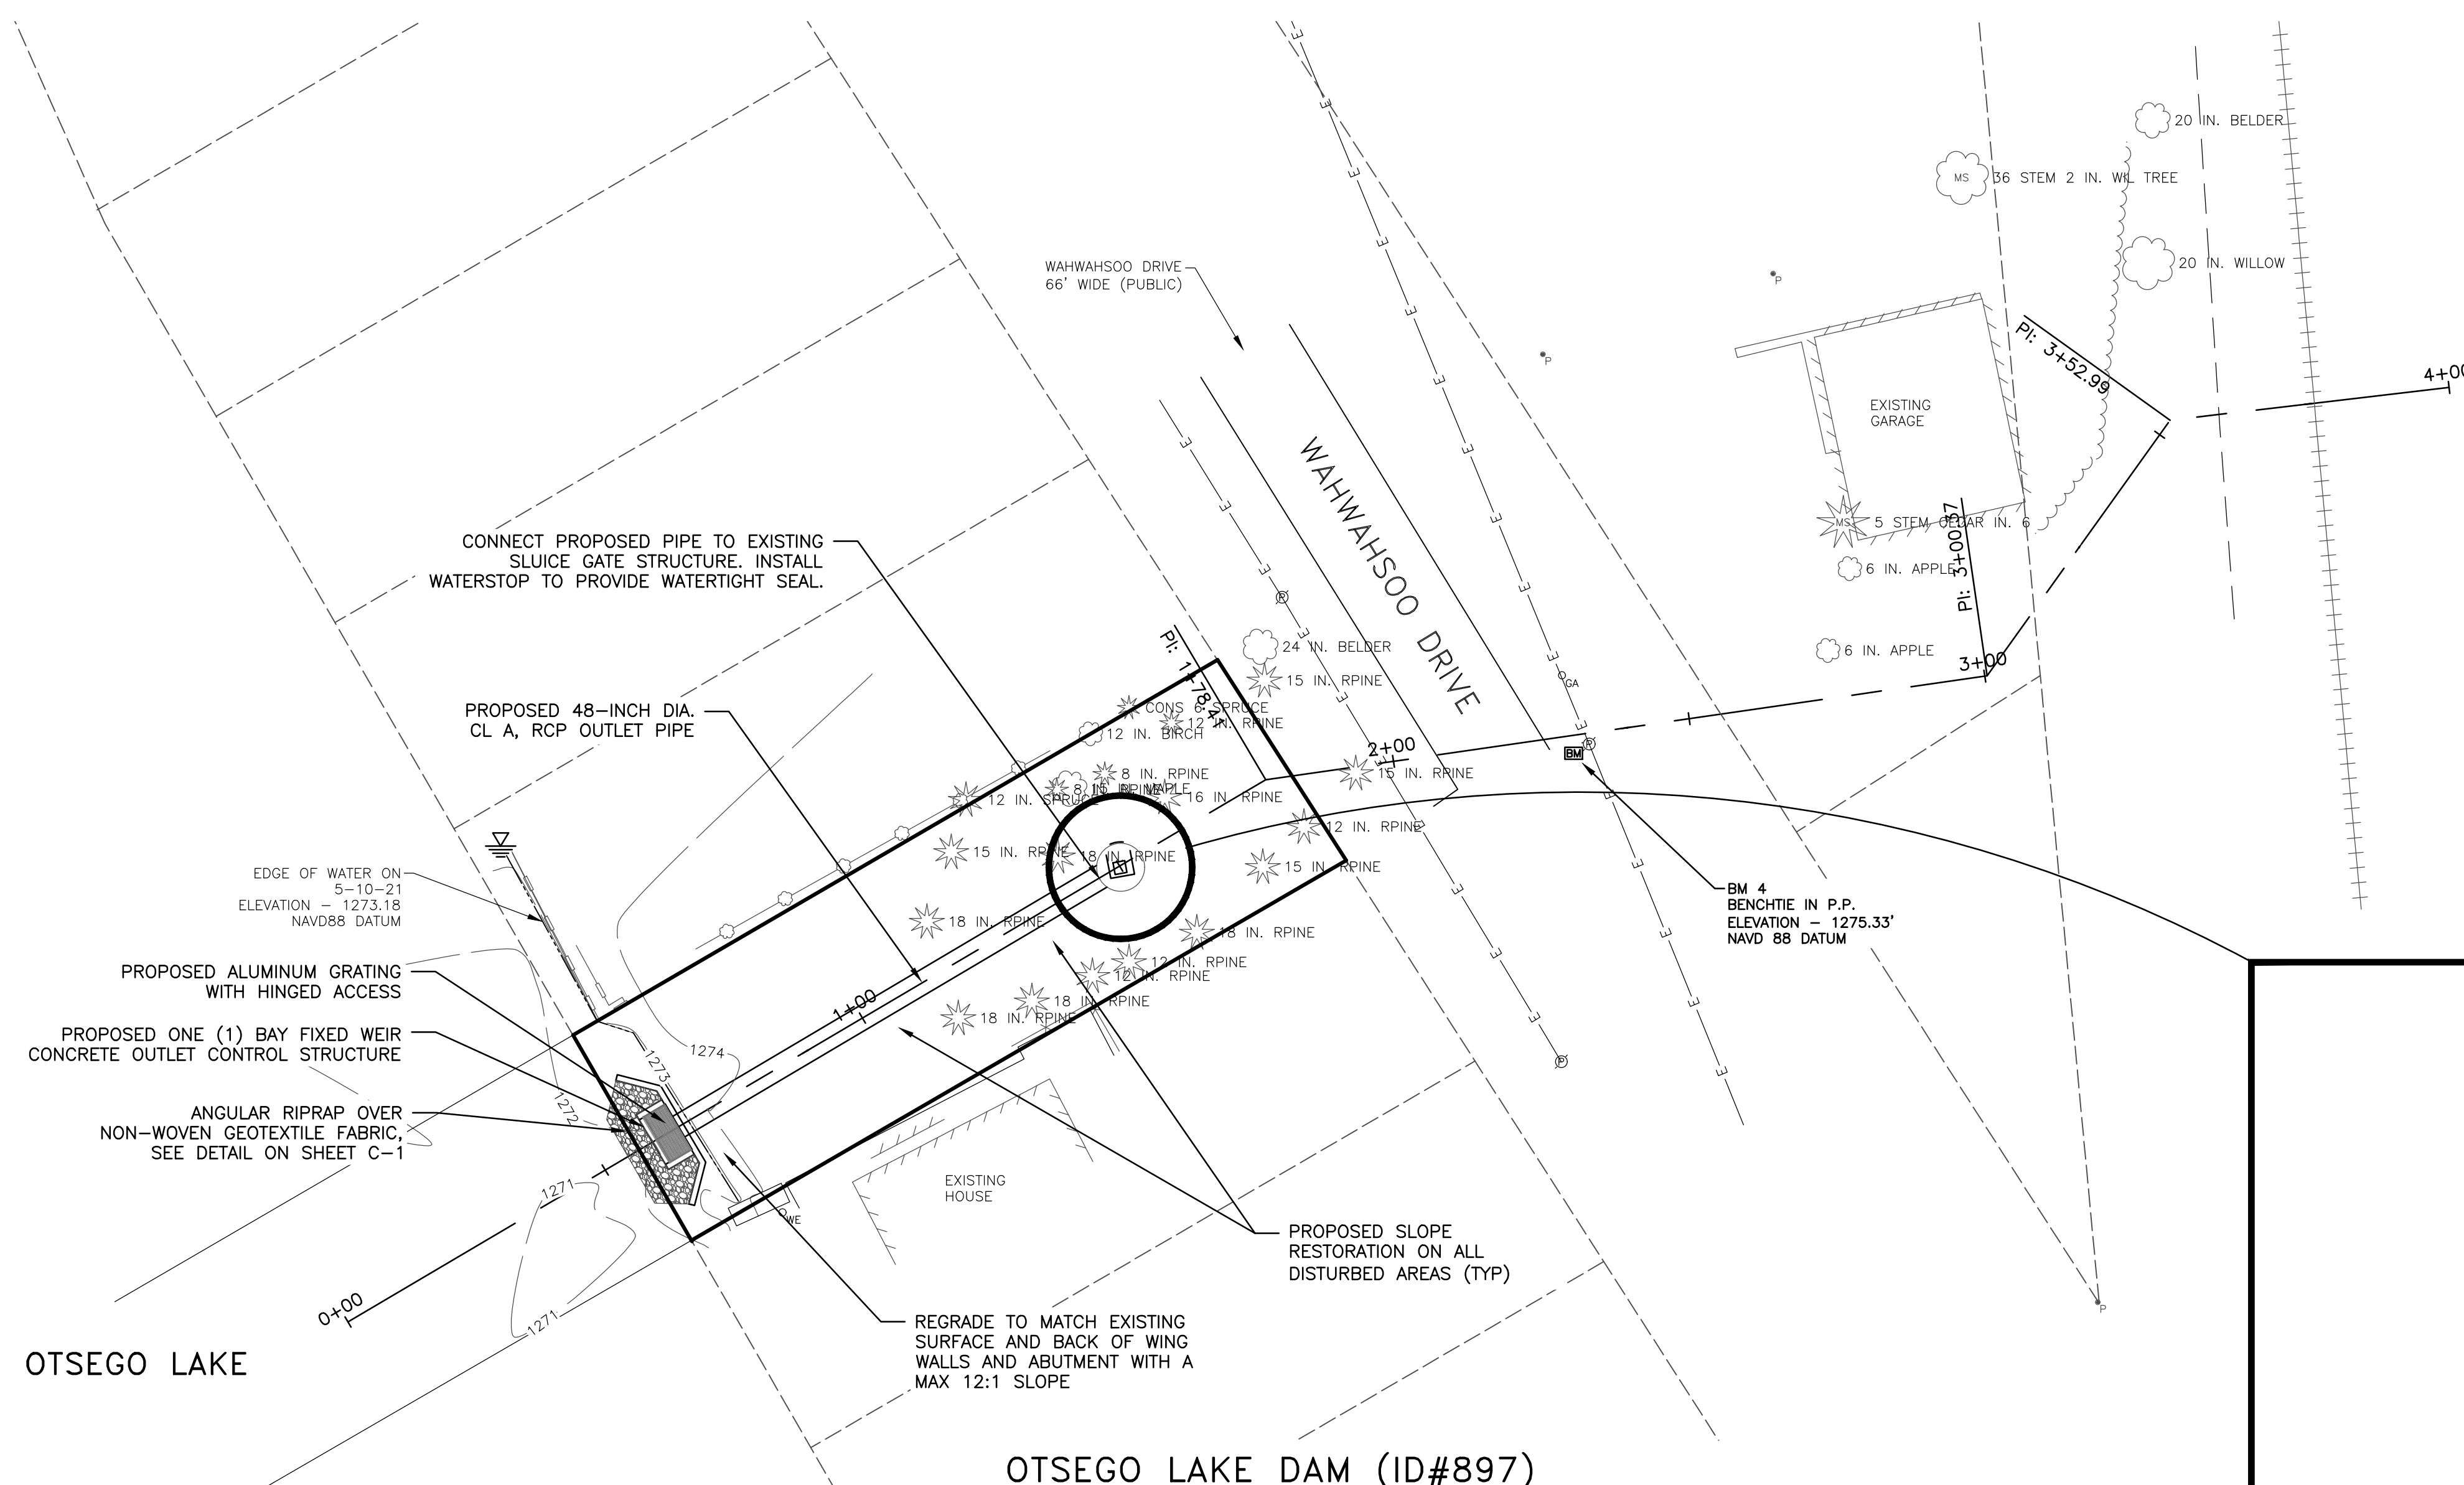 20 IN. BELDER
MS
36 STEM 2 IN. WIL TREE
20 IN. WILLOW
WAHWAHSOO DRIVE
66' WIDE (PUBLIC)
P
P
PI: 3+52.99
4+00
EXISTING
GARAGE
WAHWAHSOO DRIVE
MS
5 STEM CEDAR IN. 6
6 IN. APPLE
PI: 3+00.37
6 IN. APPLE
3+00
CONNECT PROPOSED PIPE TO EXISTING
SLUICE GATE STRUCTURE. INSTALL
WATERSTOP TO PROVIDE WATERTIGHT SEAL.
PROPOSED 48-INCH DIA.
CL A, RCP OUTLET PIPE
24 IN. BELDER
15 IN. RPINE
CONS 6 SPRUCE
12 IN. RPINE
12 IN. BIRCH
2+00
GA
BM
8 IN. RPINE
15 IN. RPINE
12 IN. SPRUCE
16 IN. RPINE
12 IN. RPINE
15 IN. RPINE
18 IN. RPINE
15 IN. RPINE
18 IN. RPINE
18 IN. RPINE
12 IN. RPINE
12 IN. RPINE
18 IN. RPINE
18 IN. RPINE
1+00
EDGE OF WATER ON
5-10-21
ELEVATION - 1273.18
NAVD88 DATUM
BM 4
BENCHTIE IN P.P.
ELEVATION - 1275.33'
NAVD 88 DATUM
PROPOSED ALUMINUM GRATING
WITH HINGED ACCESS
PROPOSED ONE (1) BAY FIXED WEIR
CONCRETE OUTLET CONTROL STRUCTURE
ANGULAR RIPRAP OVER
NON-WOVEN GEOTEXTILE FABRIC,
SEE DETAIL ON SHEET C-1
1274
1273
1272
1271
1271
WE
EXISTING
HOUSE
PROPOSED SLOPE
RESTORATION ON ALL
DISTURBED AREAS (TYP)
P
REGRADE TO MATCH EXISTING
SURFACE AND BACK OF WING
WALLS AND ABUTMENT WITH A
MAX 12:1 SLOPE
0+00
OTSEGO LAKE
OTSEGO LAKE DAM (ID#897)